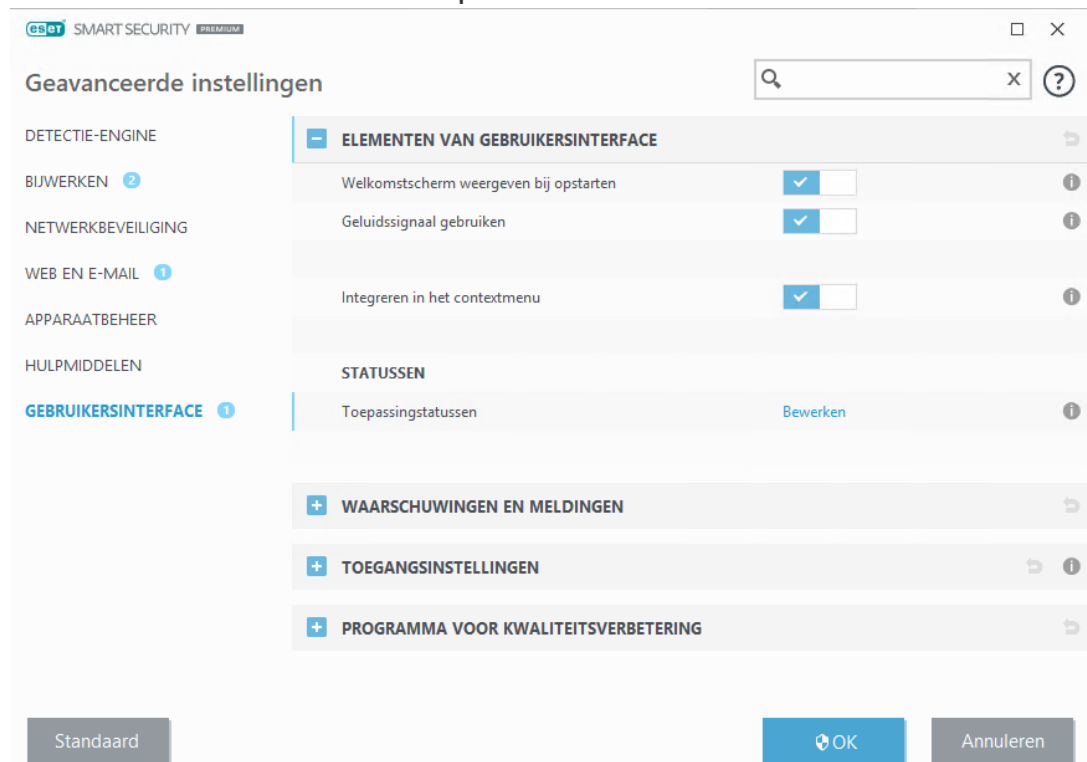 eset SMART SECURITY PREMIUM
Geavanceerde instellingen
x ?
DETECTIE-ENGINE
BIJWERKEN 2
NETWERKBEVEILIGING
WEB EN E-MAIL 1
APPARAATBEHEER
HULPMIDDELEN
GEBRUIKERSINTERFACE 1
ELEMENTEN VAN GEBRUIKERSINTERFACE
Welkomstscherm weergeven bij opstarten
Geluidssignaal gebruiken
Integreren in het contextmenu
STATUSSEN
Toepassingstatussen Bewerken
WAARSCHUWINGEN EN MELDINGEN
TOEGANGSINSTELLINGEN
PROGRAMMA VOOR KWALITEITSVERBETERING
Standaard OK Annuleren